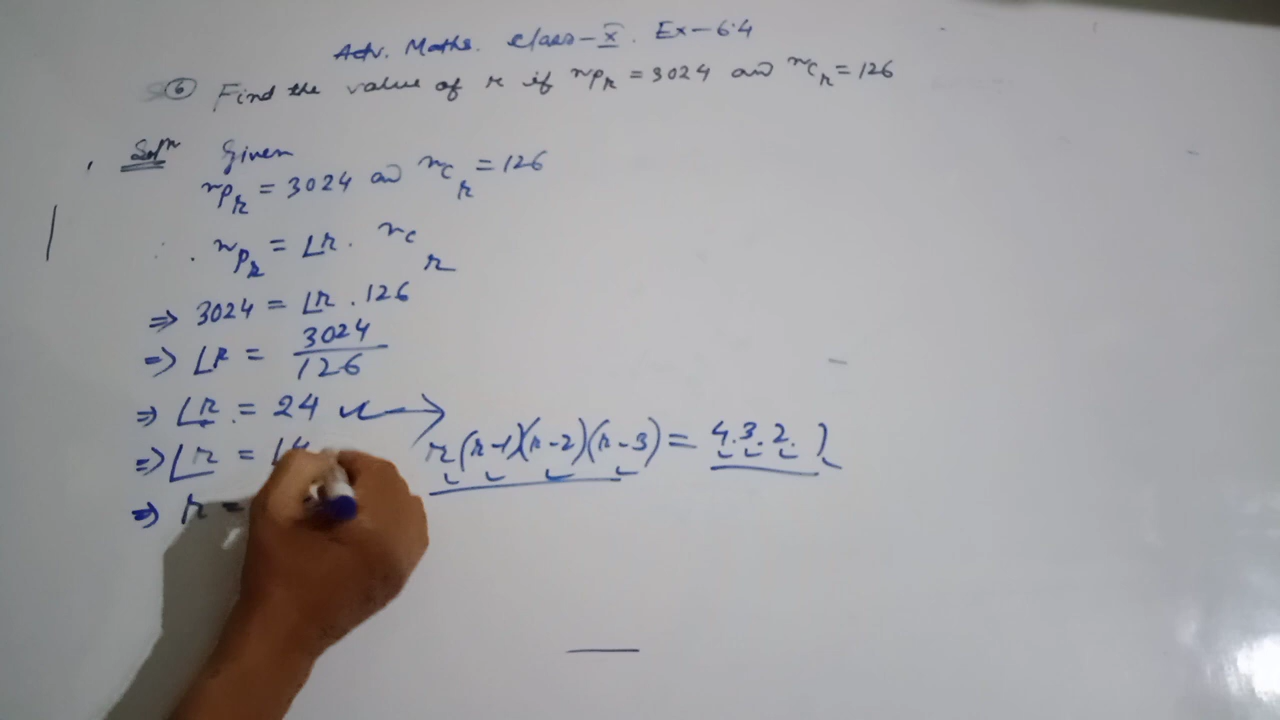 Adv. Maths. Class-X. Ex-6.4
⑥ Find the value of r if nPr = 3024 and nCr = 126
Solⁿ Given
nPr = 3024 and nCr = 126
∴ nPr = ∟r . nCr
⇒ 3024 = ∟r . 126
⇒ ∟r = 3024/126
⇒ ∟r = 24
r(r-1)(r-2)(r-3) = 4.3.2.1
⇒ ∟r =
⇒ r =